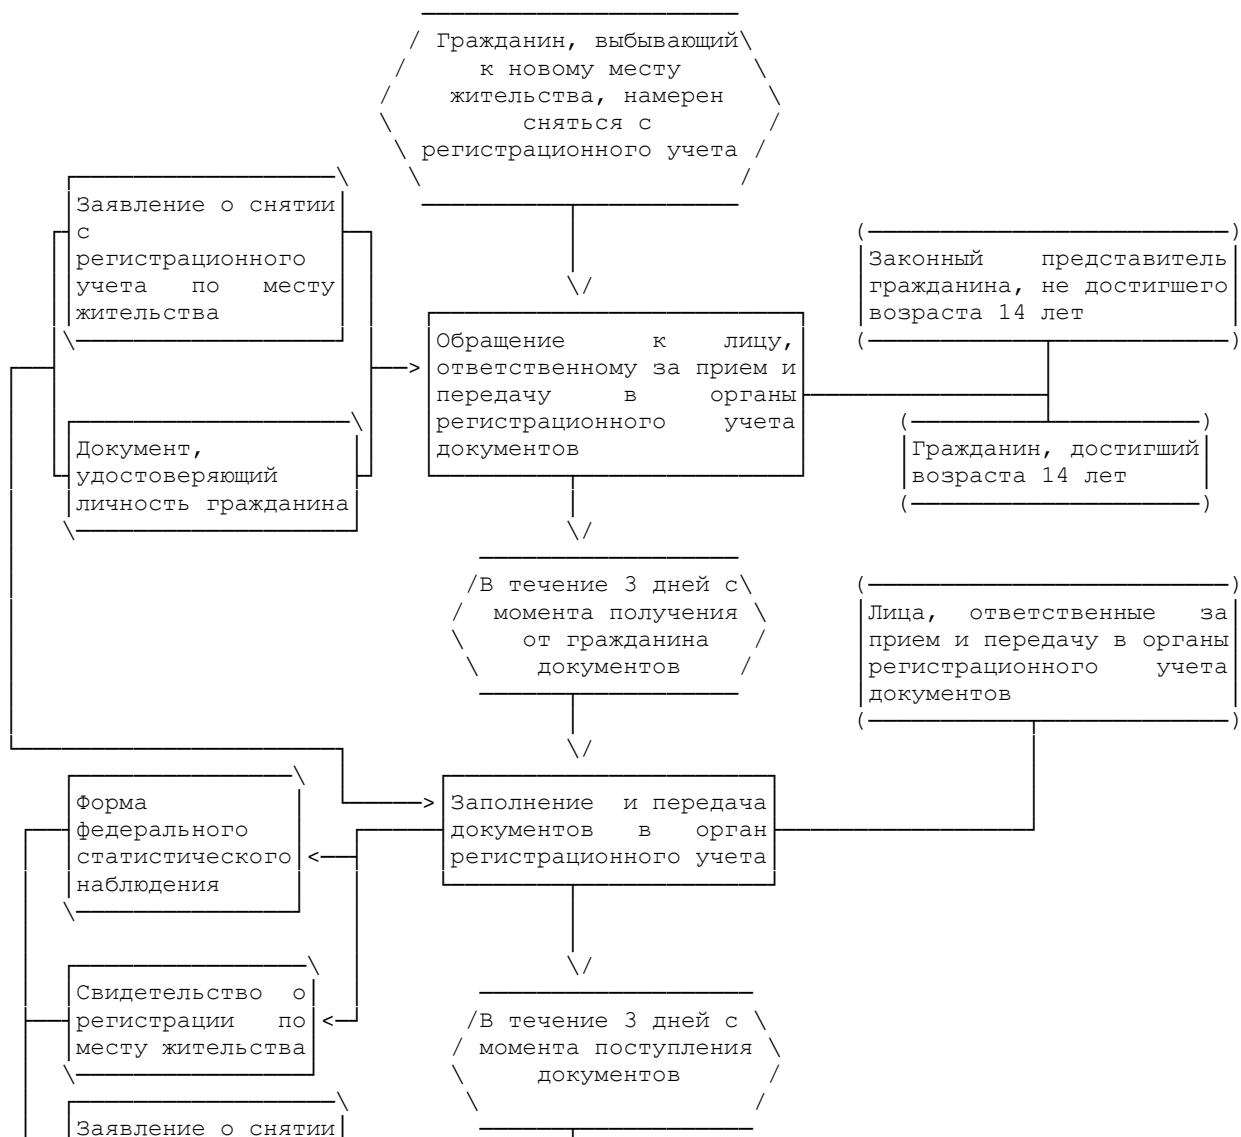 Гражданин, выбывающий
к новому месту
жительства, намерен
сняться с
регистрационного учета
Заявление о снятии
с
регистрационного
учета по месту
жительства
Законный представитель
гражданина, не достигшего
возраста 14 лет
Обращение к лицу,
ответственному за прием и
передачу в органы
регистрационного учета
документов
Документ,
удостоверяющий
личность гражданина
Гражданин, достигший
возраста 14 лет
В течение 3 дней с
момента получения
от гражданина
документов
Лица, ответственные за
прием и передачу в органы
регистрационного учета
документов
Форма
федерального
статистического
наблюдения
Заполнение и передача
документов в орган
регистрационного учета
Свидетельство о
регистрации по
месту жительства
В течение 3 дней с
момента поступления
документов
Заявление о снятии